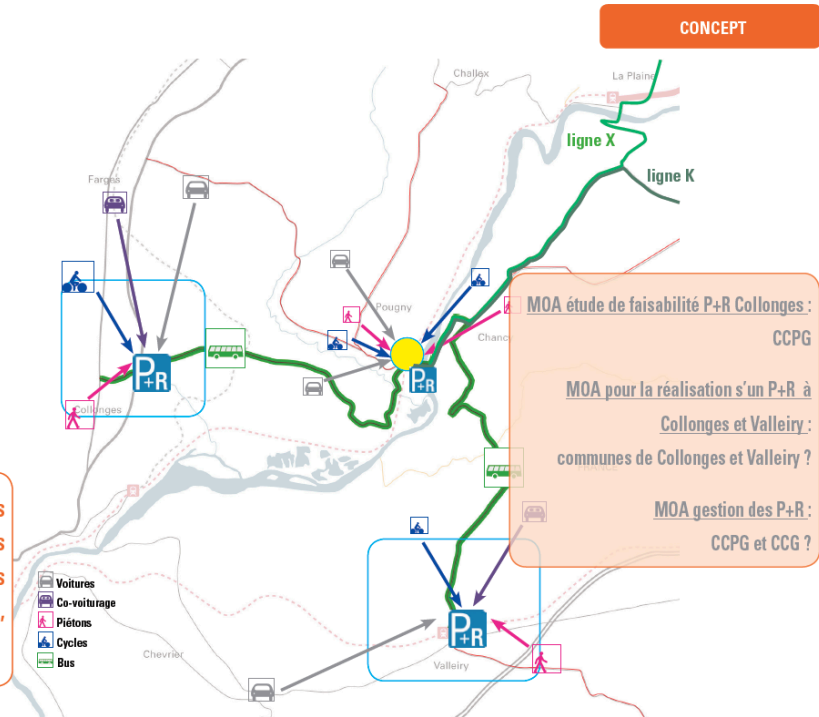 CONCEPT
Challex
La Plaine
ligne X
ligne K
Farges
Pougny
Chancy
MOA étude de faisabilité P+R Collonges :
CCPG
MOA pour la réalisation s'un P+R à
Collonges et Valleiry :
communes de Collonges et Valleiry ?
MOA gestion des P+R :
CCPG et CCG ?
P+R
P+R
Collonges
S
S
S
,
Voitures
Co-voiturage
Piétons
Cycles
Bus
P+R
Chevrier
Valleiry